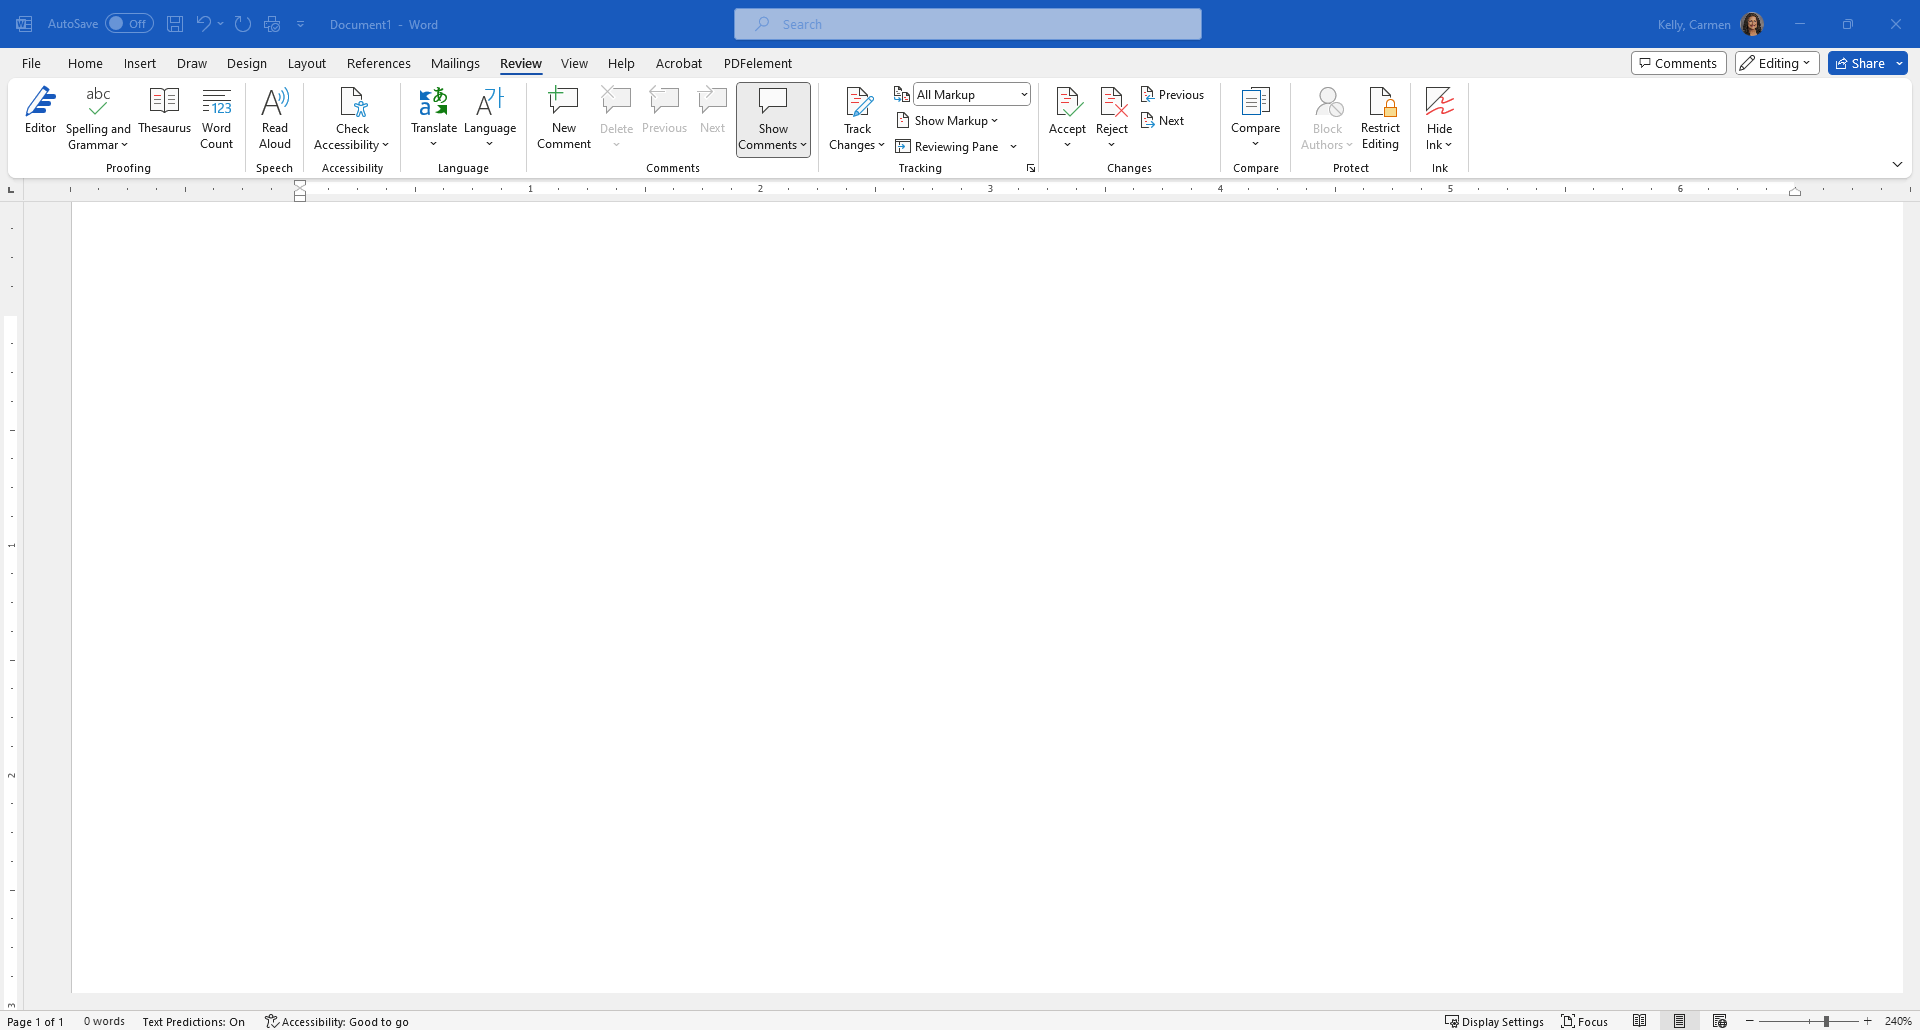 AutoSave Off Document1 - Word Search Kelly, Carmen
File Home Insert Draw Design Layout References Mailings Review View Help Acrobat PDFelement Comments Editing Share
Editor
abc
Spelling and
Grammar
Thesaurus
123
Word
Count
Proofing
Read
Aloud
Speech
Check
Accessibility
Accessibility
Translate
Language
Language
New
Comment
Delete
Previous
Next
Show
Comments
Comments
Track
Changes
All Markup
Show Markup
Reviewing Pane
Tracking
Accept
Reject
Previous
Next
Changes
Compare
Compare
Block
Authors
Restrict
Editing
Protect
Hide
Ink
Ink
1 2 3 4 5 6
1
2
3
Page 1 of 1 0 words Text Predictions: On Accessibility: Good to go Display Settings Focus 240%